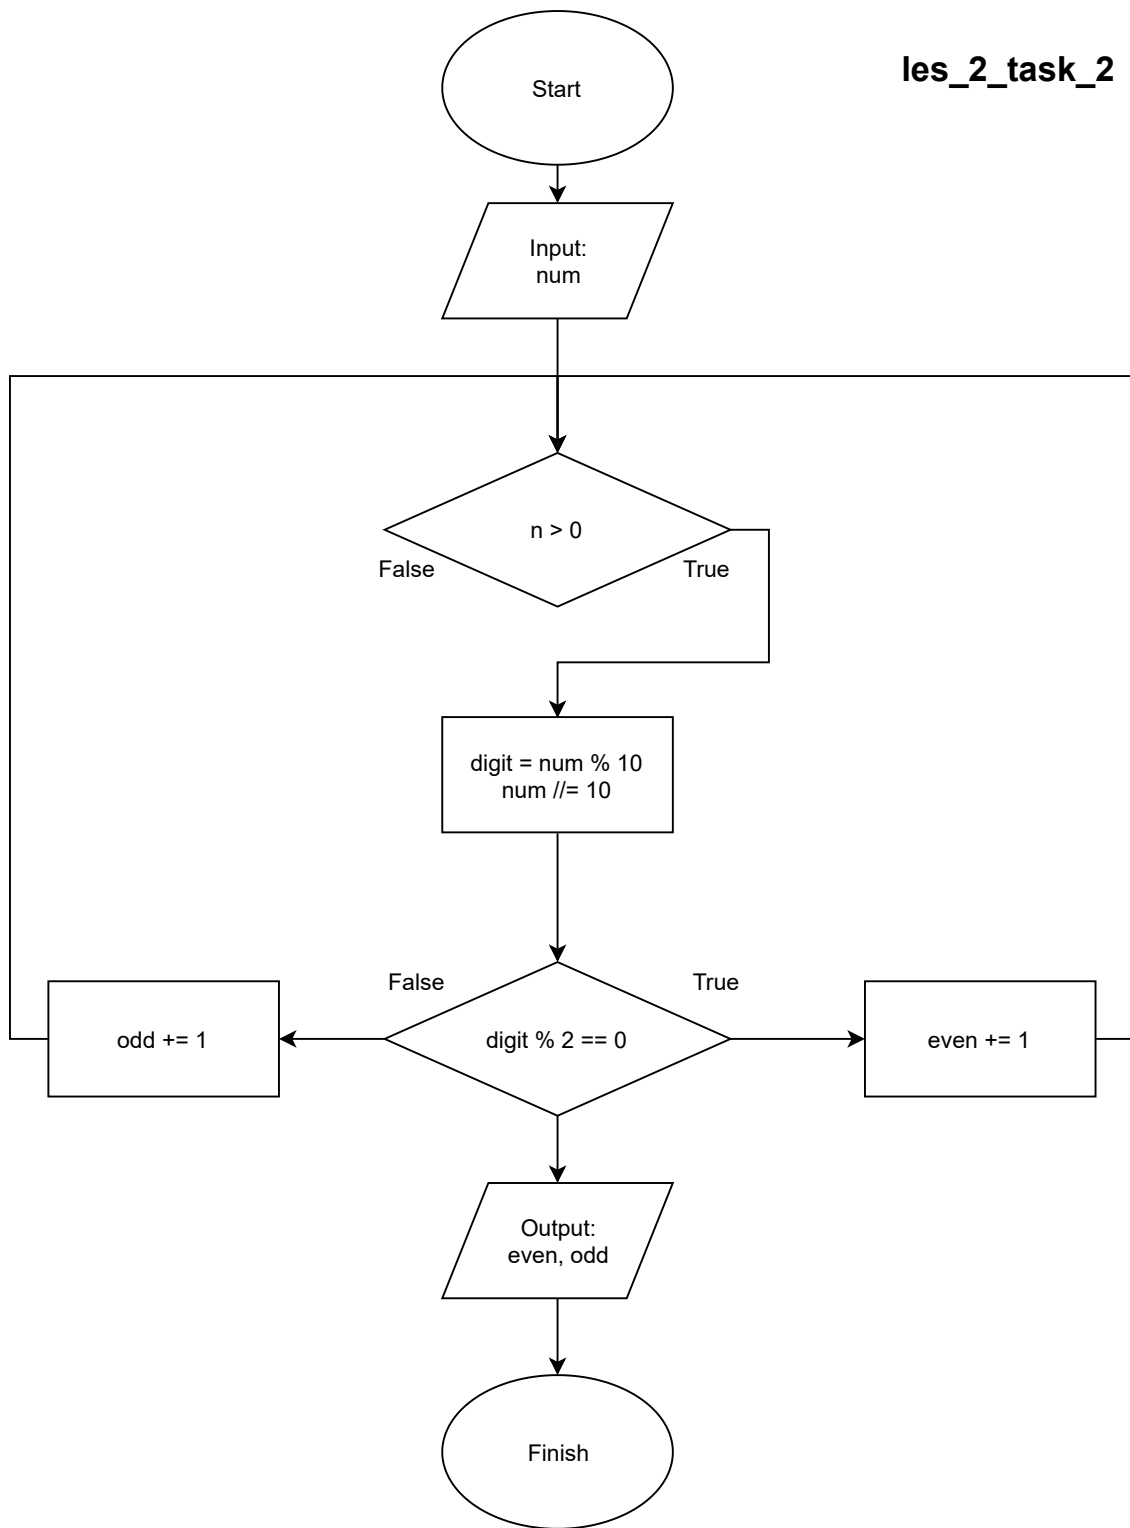 les_2_task_2
Start
Input:
num
n > 0
False
True
digit = num % 10
num //= 10
False
True
odd += 1
digit % 2 == 0
even += 1
Output:
even, odd
Finish